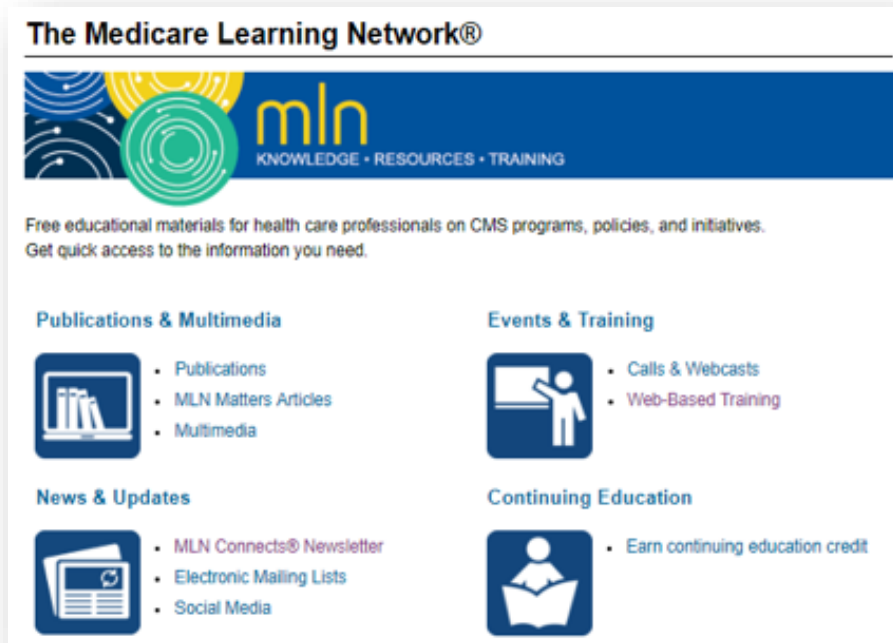 The Medicare Learning Network®
mln
KNOWLEDGE • RESOURCES • TRAINING
Free educational materials for health care professionals on CMS programs, policies, and initiatives.
Get quick access to the information you need.
Publications & Multimedia
• Publications
• MLN Matters Articles
• Multimedia
Events & Training
• Calls & Webcasts
• Web-Based Training
News & Updates
• MLN Connects® Newsletter
• Electronic Mailing Lists
• Social Media
Continuing Education
• Earn continuing education credit